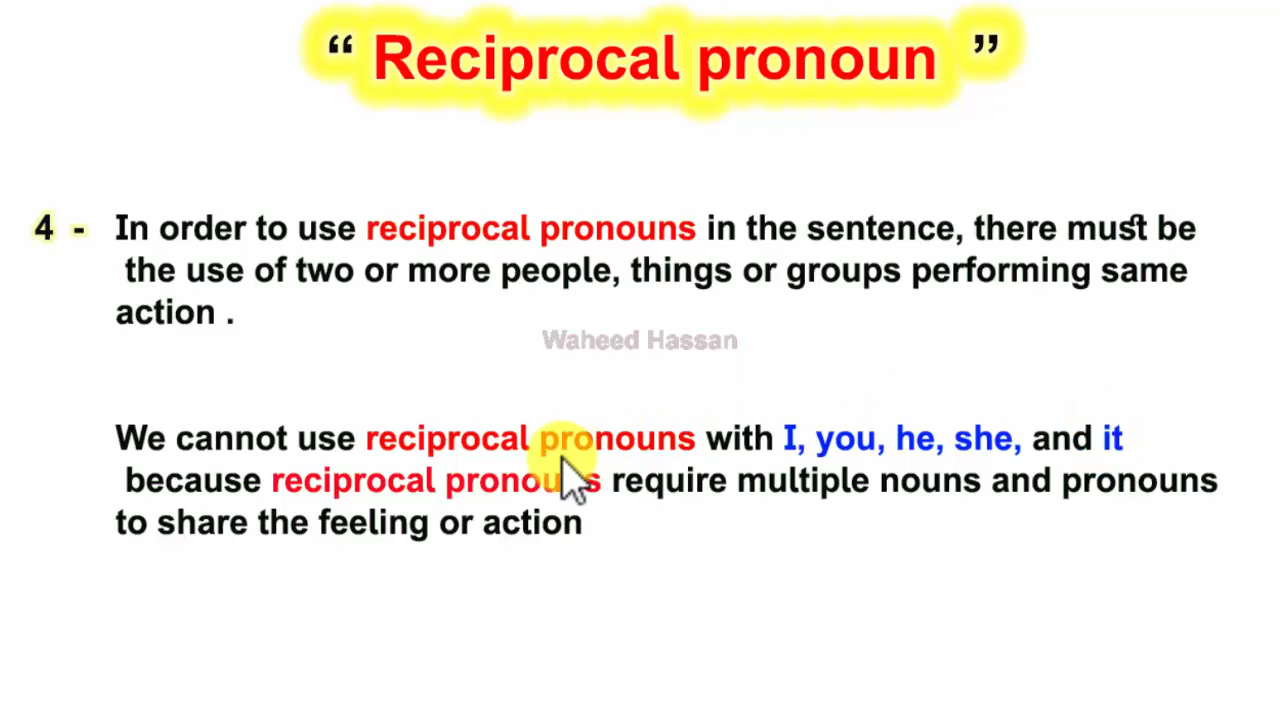 “ Reciprocal pronoun ”
4 - In order to use reciprocal pronouns in the sentence, there must be
the use of two or more people, things or groups performing same
action .
Waheed Hassan
We cannot use reciprocal pronouns with I, you, he, she, and it
because reciprocal pronouns require multiple nouns and pronouns
to share the feeling or action